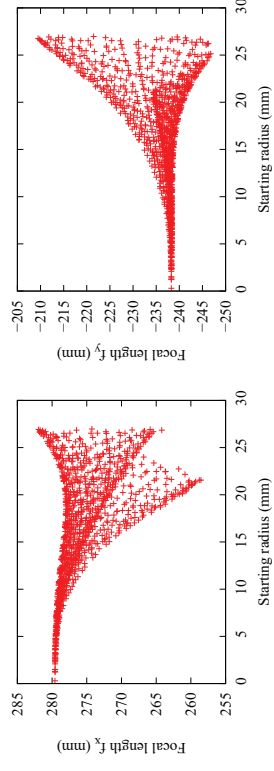 Focal length f x (mm)
285
280
275
270
265
260
255
0 5 10 15 20 25 30
Starting radius (mm)
Focal length f y (mm)
−205
−210
−215
−220
−225
−230
−235
−240
−245
−250
0 5 10 15 20 25 30
Starting radius (mm)